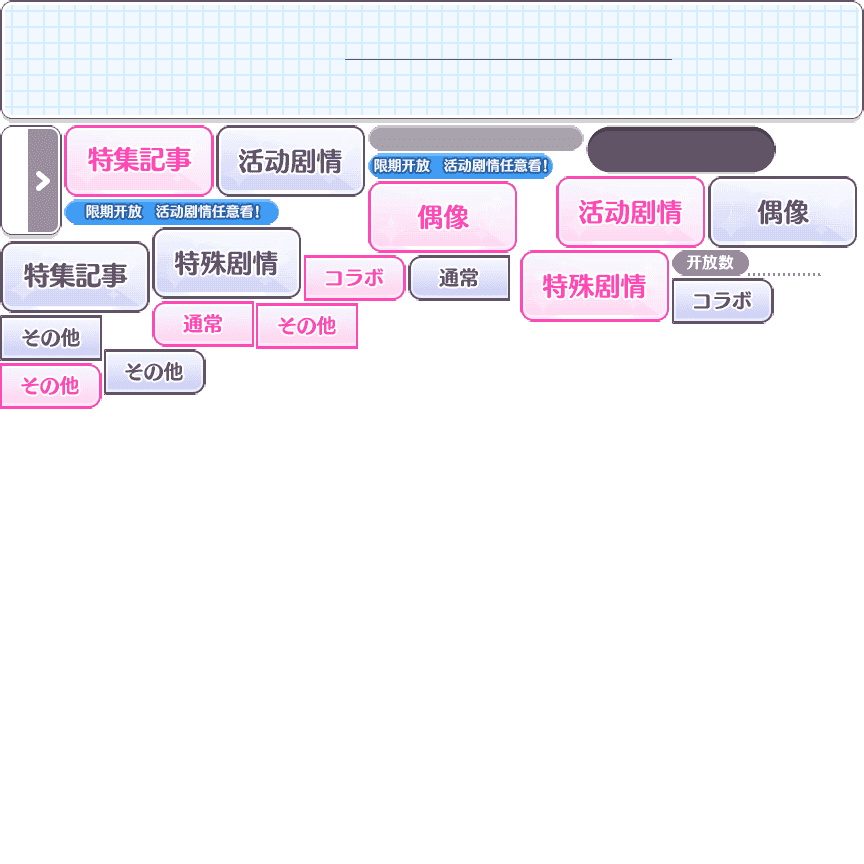 特集記事
活动剧情
限期开放 活动剧情任意看!
限期开放 活动剧情任意看!
偶像
活动剧情
偶像
特集記事
特殊剧情
コラボ
通常
特殊剧情
开放数
コラボ
その他
通常
その他
その他
その他